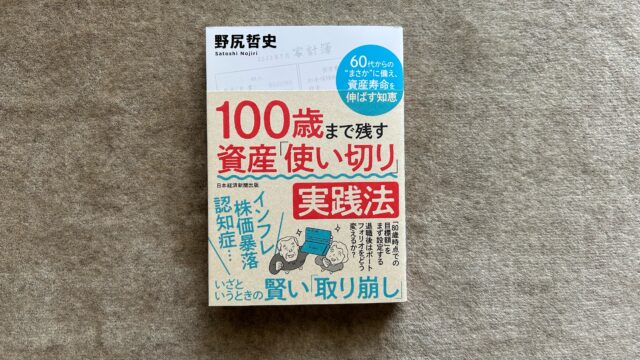 野尻哲史
Satoshi Nojiri
60代からの
"まさか"に備え、
資産寿命を
伸ばす知恵
家計簿
100歳まで残す
資産「使い切り」
日本経済新聞出版
実践法
インフレ
株価暴落
認知症…
「80歳時点での
目標額」を
まず設定する
退職後はポート
フォリオをどう
変えるか?
いざと
いうときの
賢い「取り崩し」